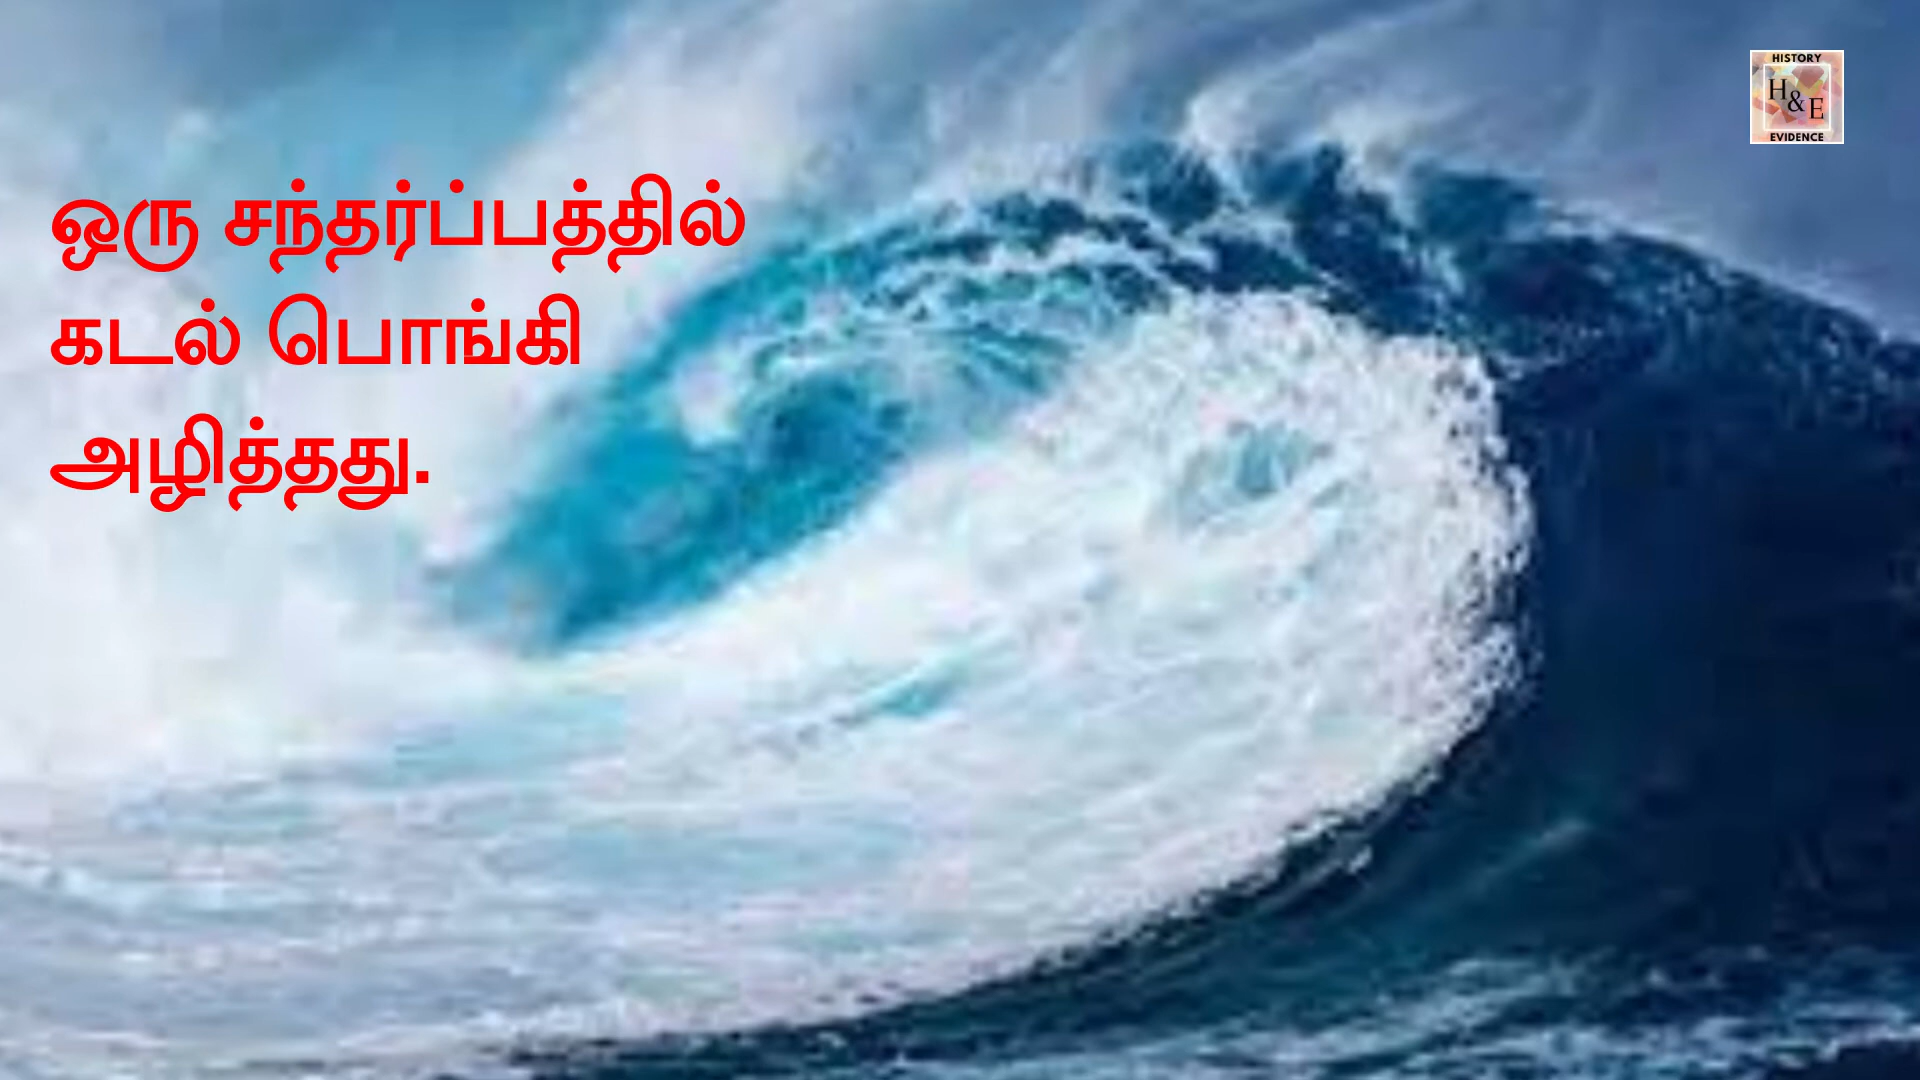 ஒரு சந்தர்ப்பத்தில்
கடல் பொங்கி
அழித்தது.
HISTORY
H&E
EVIDENCE